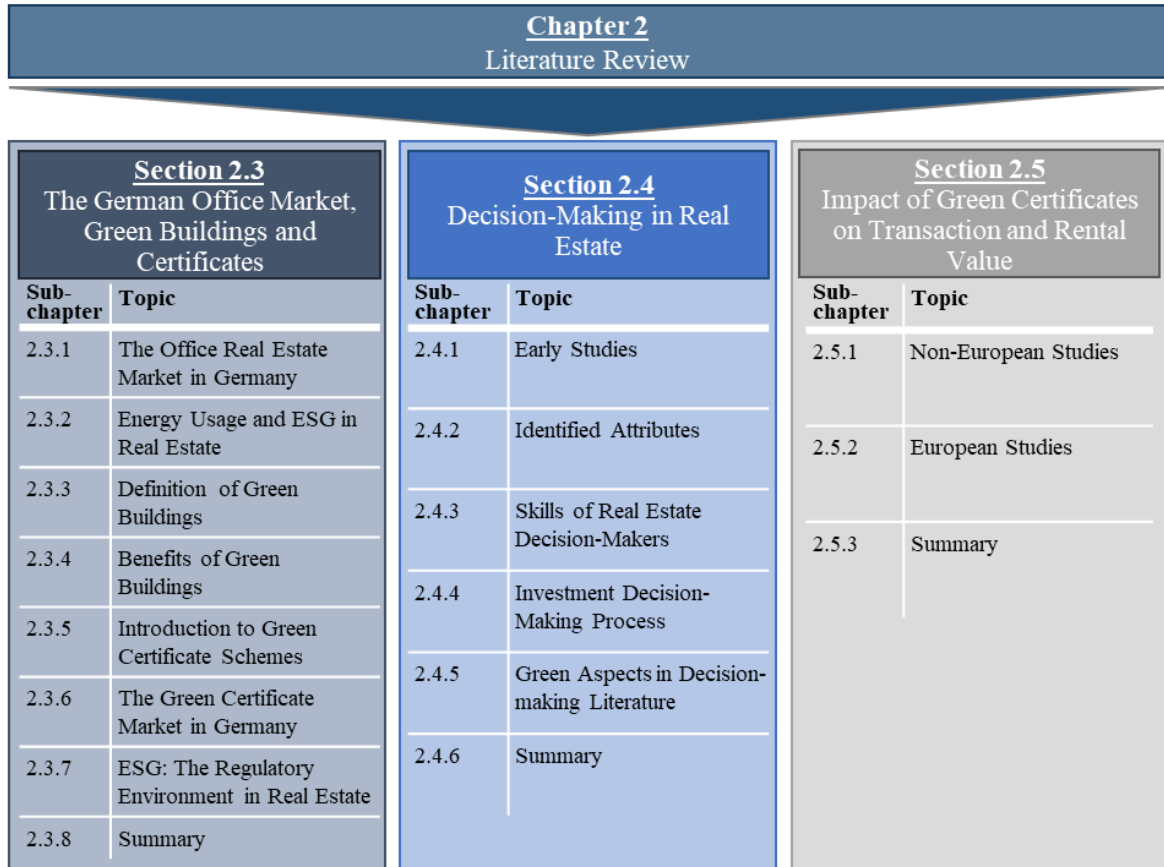 Chapter 2
Literature Review
Section 2.3
The German Office Market,
Green Buildings and
Certificates
Sub-
chapter Topic
2.3.1 The Office Real Estate
Market in Germany
2.3.2 Energy Usage and ESG in
Real Estate
2.3.3 Definition of Green
Buildings
2.3.4 Benefits of Green
Buildings
2.3.5 Introduction to Green
Certificate Schemes
2.3.6 The Green Certificate
Market in Germany
2.3.7 ESG: The Regulatory
Environment in Real Estate
2.3.8 Summary
Section 2.4
Decision-Making in Real
Estate
Sub-
chapter Topic
2.4.1 Early Studies
2.4.2 Identified Attributes
2.4.3 Skills of Real Estate
Decision-Makers
2.4.4 Investment Decision-
Making Process
2.4.5 Green Aspects in Decision-
making Literature
2.4.6 Summary
Section 2.5
Impact of Green Certificates
on Transaction and Rental
Value
Sub-
chapter Topic
2.5.1 Non-European Studies
2.5.2 European Studies
2.5.3 Summary